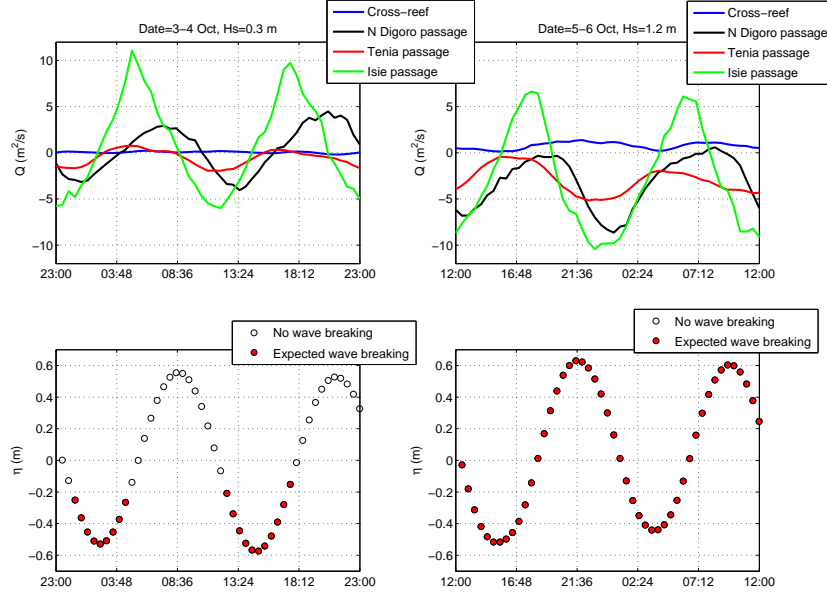 Date=3−4 Oct, Hs=0.3 m
Cross−reef
N Digoro passage
Tenia passage
Isie passage
Q (m²/s)
10
5
0
−5
−10
23:00 03:48 08:36 13:24 18:12 23:00
Date=5−6 Oct, Hs=1.2 m
Cross−reef
N Digoro passage
Tenia passage
Isie passage
Q (m²/s)
10
5
0
−5
−10
12:00 16:48 21:36 02:24 07:12 12:00
No wave breaking
Expected wave breaking
η (m)
0.6
0.4
0.2
0
−0.2
−0.4
−0.6
23:00 03:48 08:36 13:24 18:12 23:00
No wave breaking
Expected wave breaking
η (m)
0.6
0.4
0.2
0
−0.2
−0.4
−0.6
12:00 16:48 21:36 02:24 07:12 12:00